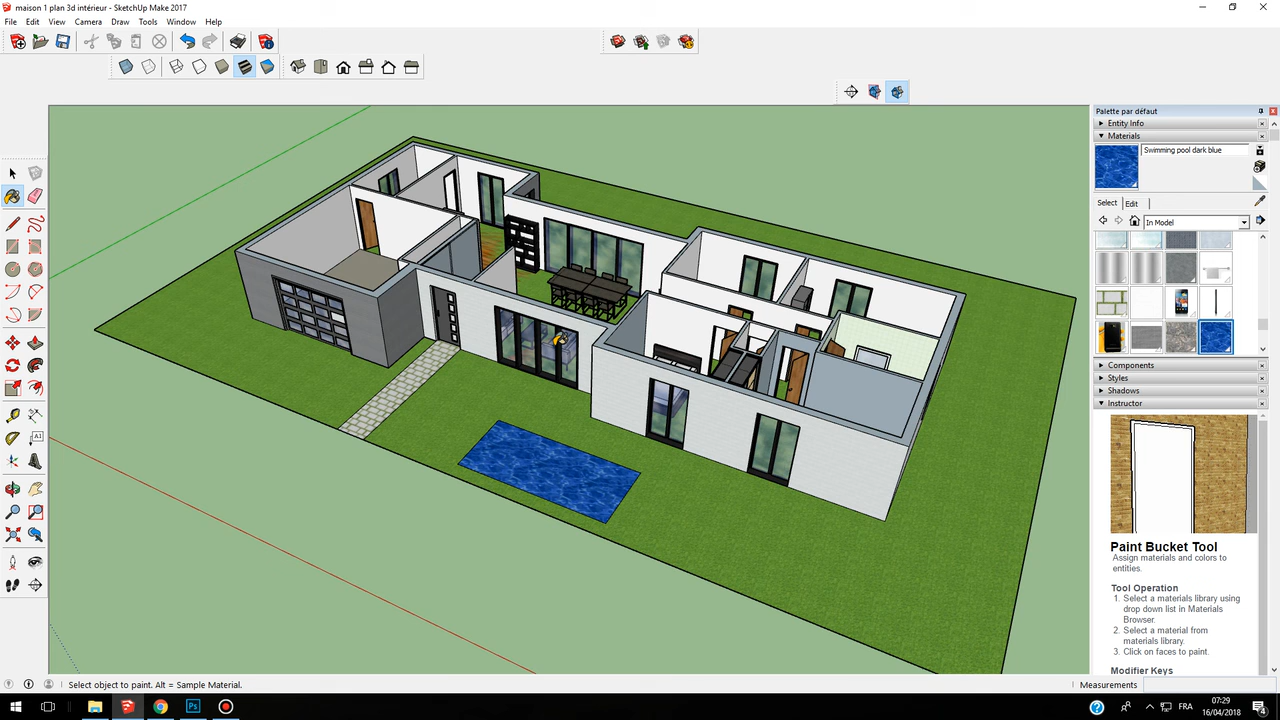 maison 1 plan 3d intérieur - SketchUp Make 2017
File Edit View Camera Draw Tools Window Help
Palette par défaut
Entity Info
Materials
Swimming pool dark blue
Select Edit
In Model
Components
Styles
Shadows
Instructor
Paint Bucket Tool
Assign materials and colors to
entities.
Tool Operation
1. Select a materials library using
drop down list in Materials
Browser.
2. Select a material from
materials library.
3. Click on faces to paint.
Modifier Keys
Select object to paint. Alt = Sample Material.
Measurements
Ps
FRA
07:29
16/04/2018
4